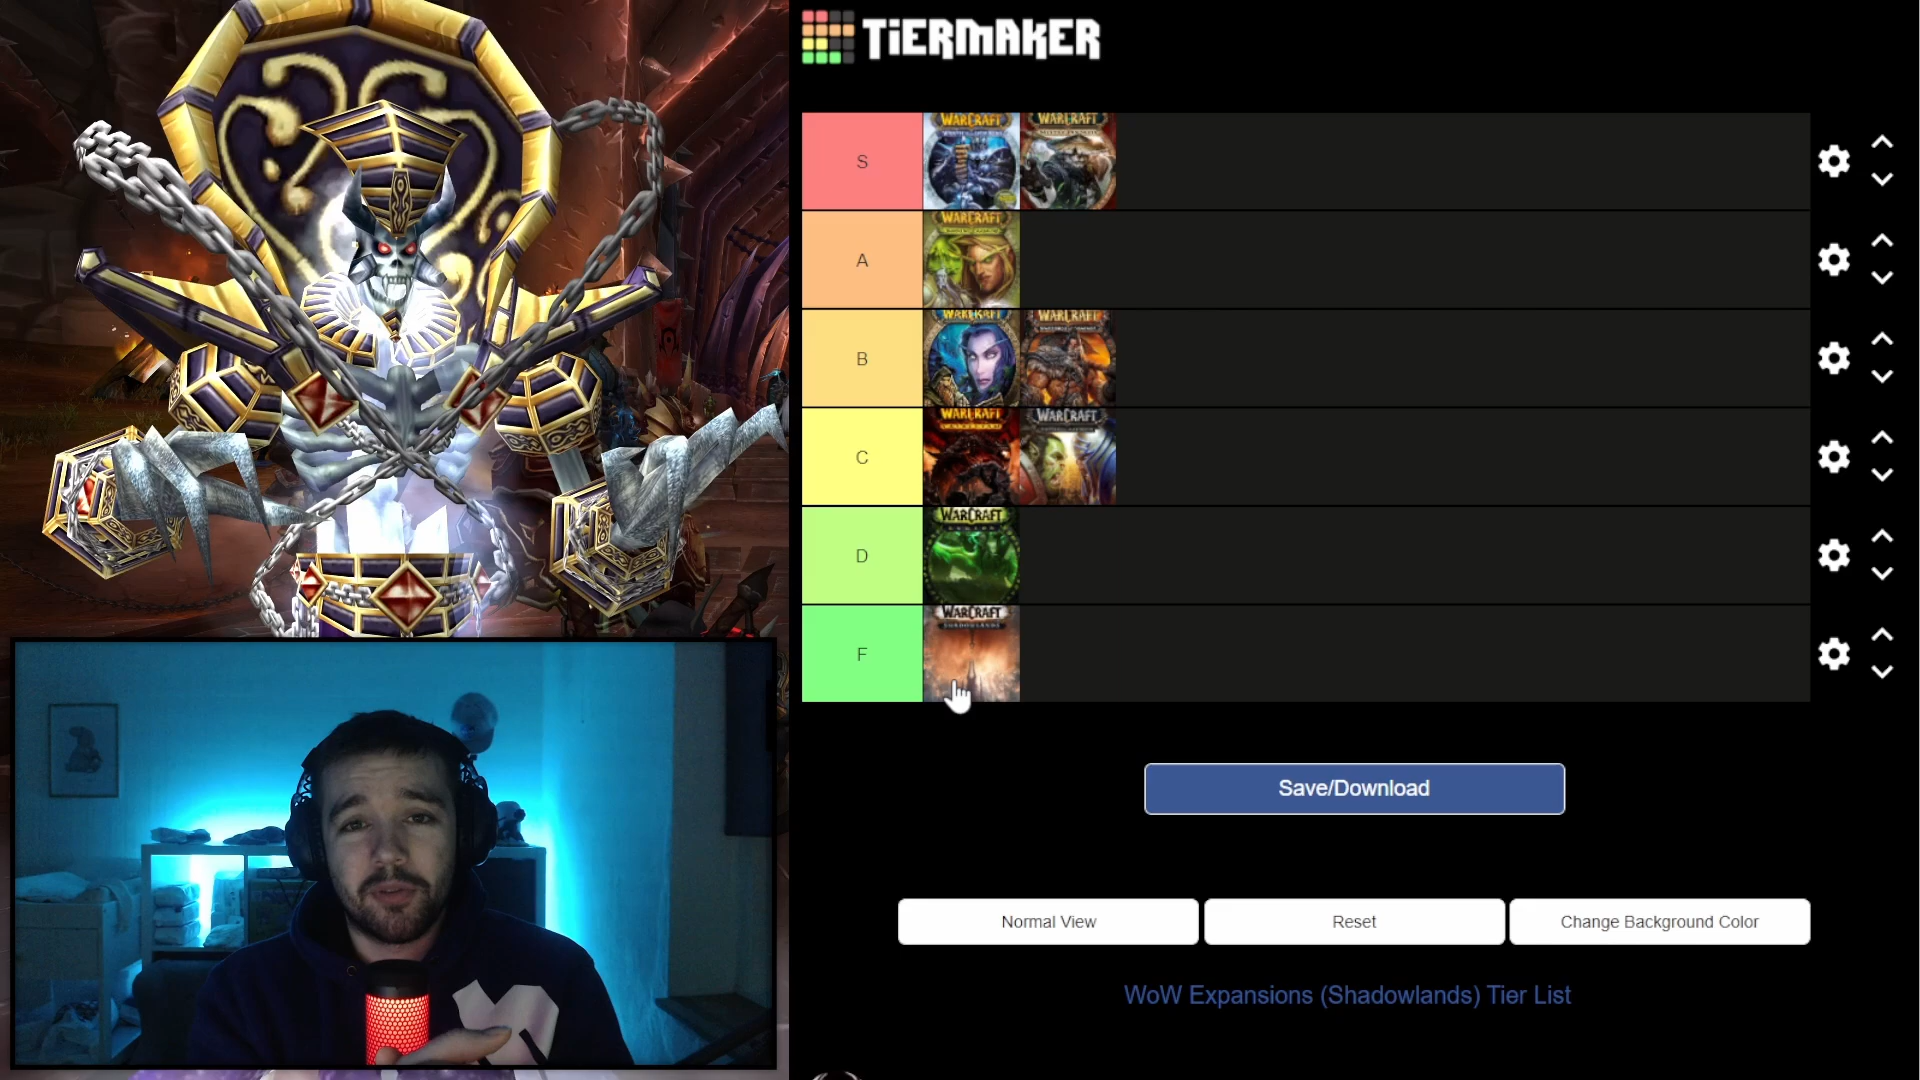 TiERMAKER
S
WARCRAFT
WARCRAFT
A
WARCRAFT
B
WARCRAFT
WARCRAFT
C
WARCRAFT
WARCRAFT
D
WARCRAFT
F
WARCRAFT
SHADOWLANDS
Save/Download
Normal View
Reset
Change Background Color
WoW Expansions (Shadowlands) Tier List